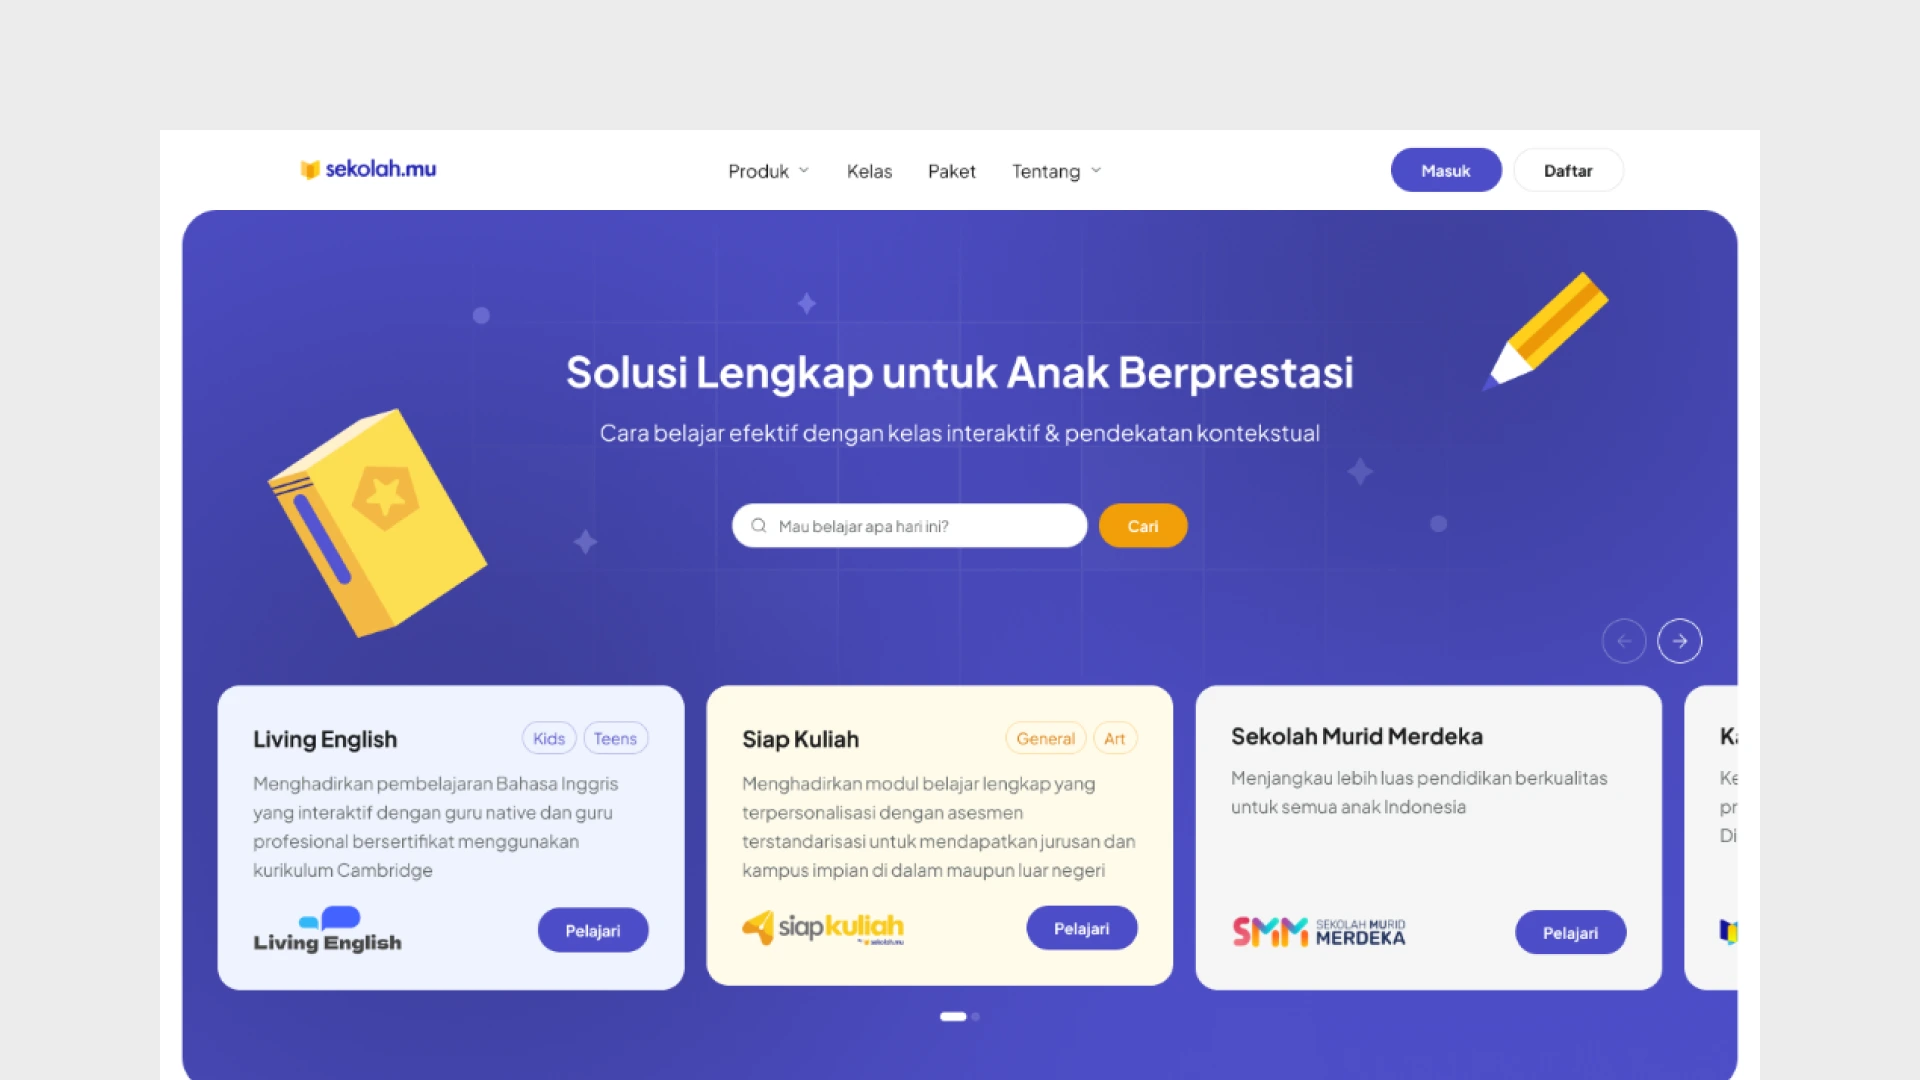 sekolah.mu
Produk
Kelas
Paket
Tentang
Masuk
Daftar
Solusi Lengkap untuk Anak Berprestasi
Cara belajar efektif dengan kelas interaktif & pendekatan kontekstual
Mau belajar apa hari ini?
Cari
Living English
Kids
Teens
Menghadirkan pembelajaran Bahasa Inggris
yang interaktif dengan guru native dan guru
profesional bersertifikat menggunakan
kurikulum Cambridge
Living English
Pelajari
Siap Kuliah
General
Art
Menghadirkan modul belajar lengkap yang
terpersonalisasi dengan asesmen
terstandarisasi untuk mendapatkan jurusan dan
kampus impian di dalam maupun luar negeri
siapkuliah
by sekolah.mu
Pelajari
Sekolah Murid Merdeka
Menjangkau lebih luas pendidikan berkualitas
untuk semua anak Indonesia
SMM
SEKOLAH MURID
MERDEKA
Pelajari
Ke
pr
Di